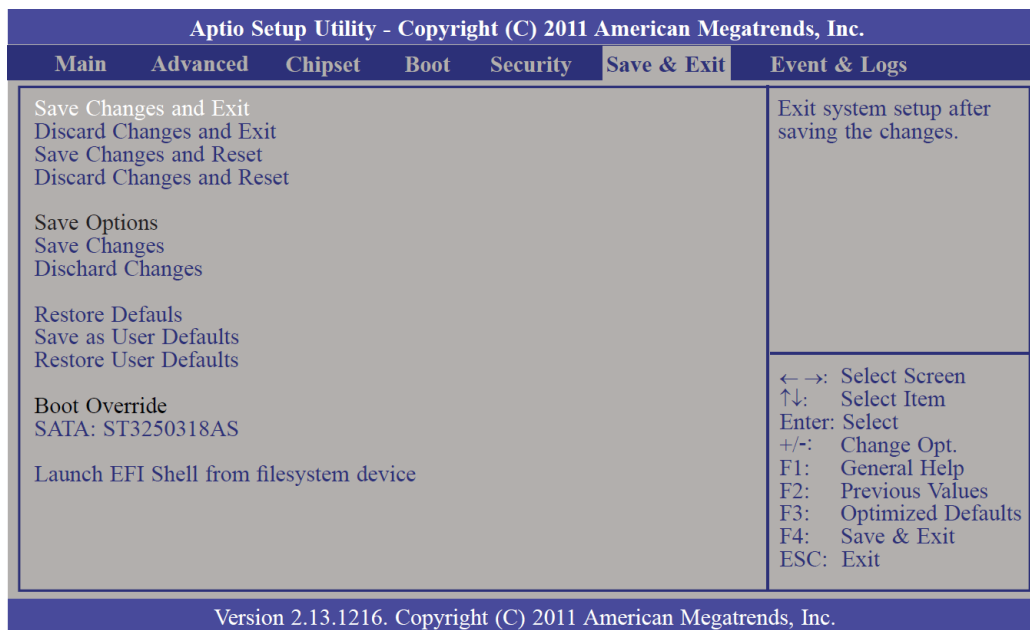 Aptio Setup Utility - Copyright (C) 2011 American Megatrends, Inc.
Main Advanced Chipset Boot Security Save & Exit Event & Logs
Save Changes and Exit
Discard Changes and Exit
Save Changes and Reset
Discard Changes and Reset
Save Options
Save Changes
Dischard Changes
Restore Defauls
Save as User Defaults
Restore User Defaults
Boot Override
SATA: ST3250318AS
Launch EFI Shell from filesystem device
Exit system setup after
saving the changes.
← →: Select Screen
↑↓: Select Item
Enter: Select
+/-: Change Opt.
F1: General Help
F2: Previous Values
F3: Optimized Defaults
F4: Save & Exit
ESC: Exit
Version 2.13.1216. Copyright (C) 2011 American Megatrends, Inc.